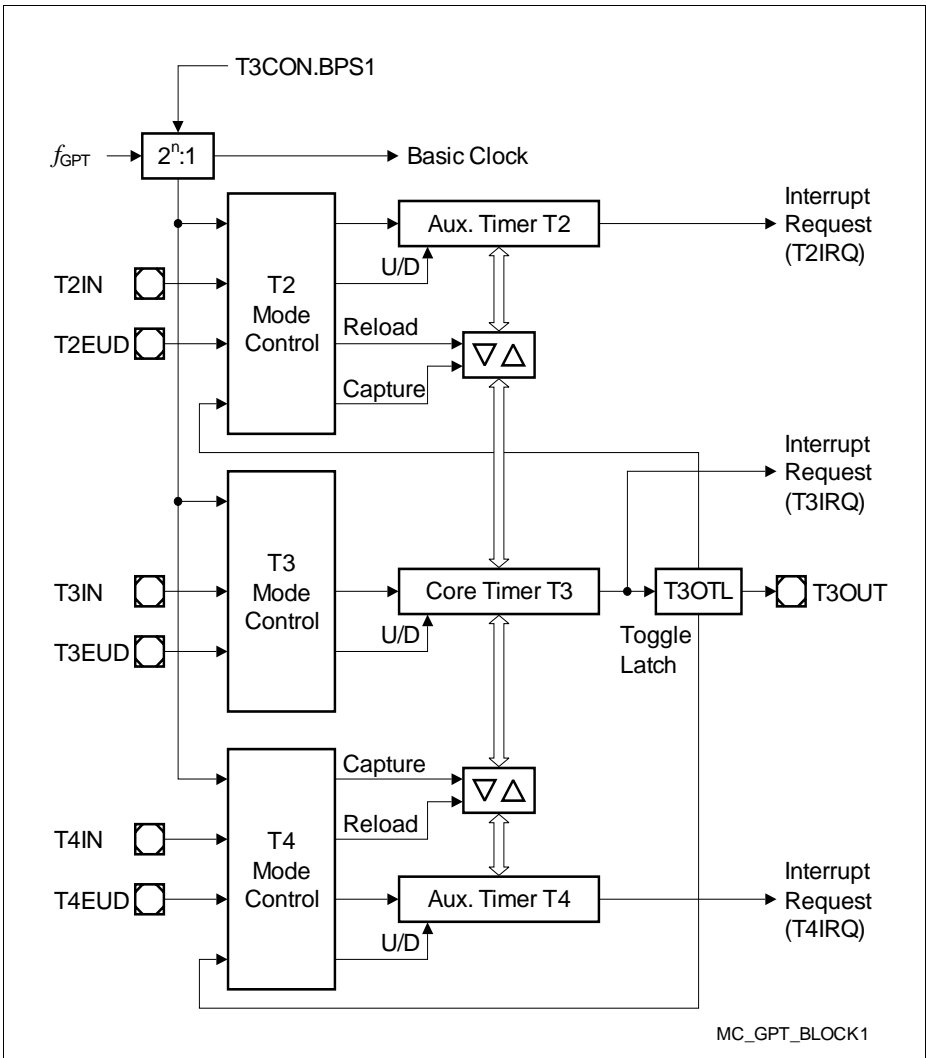 T3CON.BPS1
fGPT
2n:1
Basic Clock
Aux. Timer T2
Interrupt
Request
(T2IRQ)
U/D
T2IN
T2
Mode
Control
T2EUD
Reload
Capture
Interrupt
Request
(T3IRQ)
T3
Mode
Control
T3IN
Core Timer T3
T3OTL
T3OUT
U/D
T3EUD
Toggle
Latch
Capture
Reload
T4IN
T4
Mode
Control
T4EUD
Aux. Timer T4
Interrupt
Request
(T4IRQ)
U/D
MC_GPT_BLOCK1